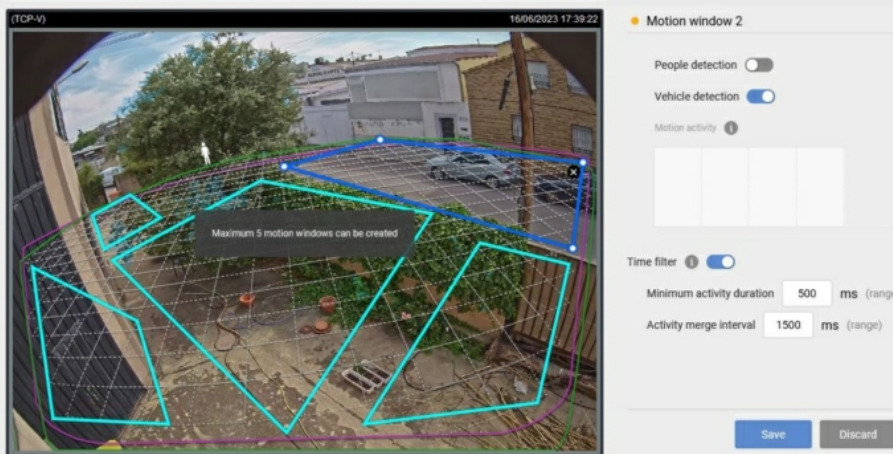 (TCP-V)
16/06/2023 17:39:22
Motion window 2
People detection
Vehicle detection
Motion activity
Maximum 5 motion windows can be created
Time filter
Minimum activity duration 500 ms (range
Activity merge interval 1500 ms (range)
Save Discard